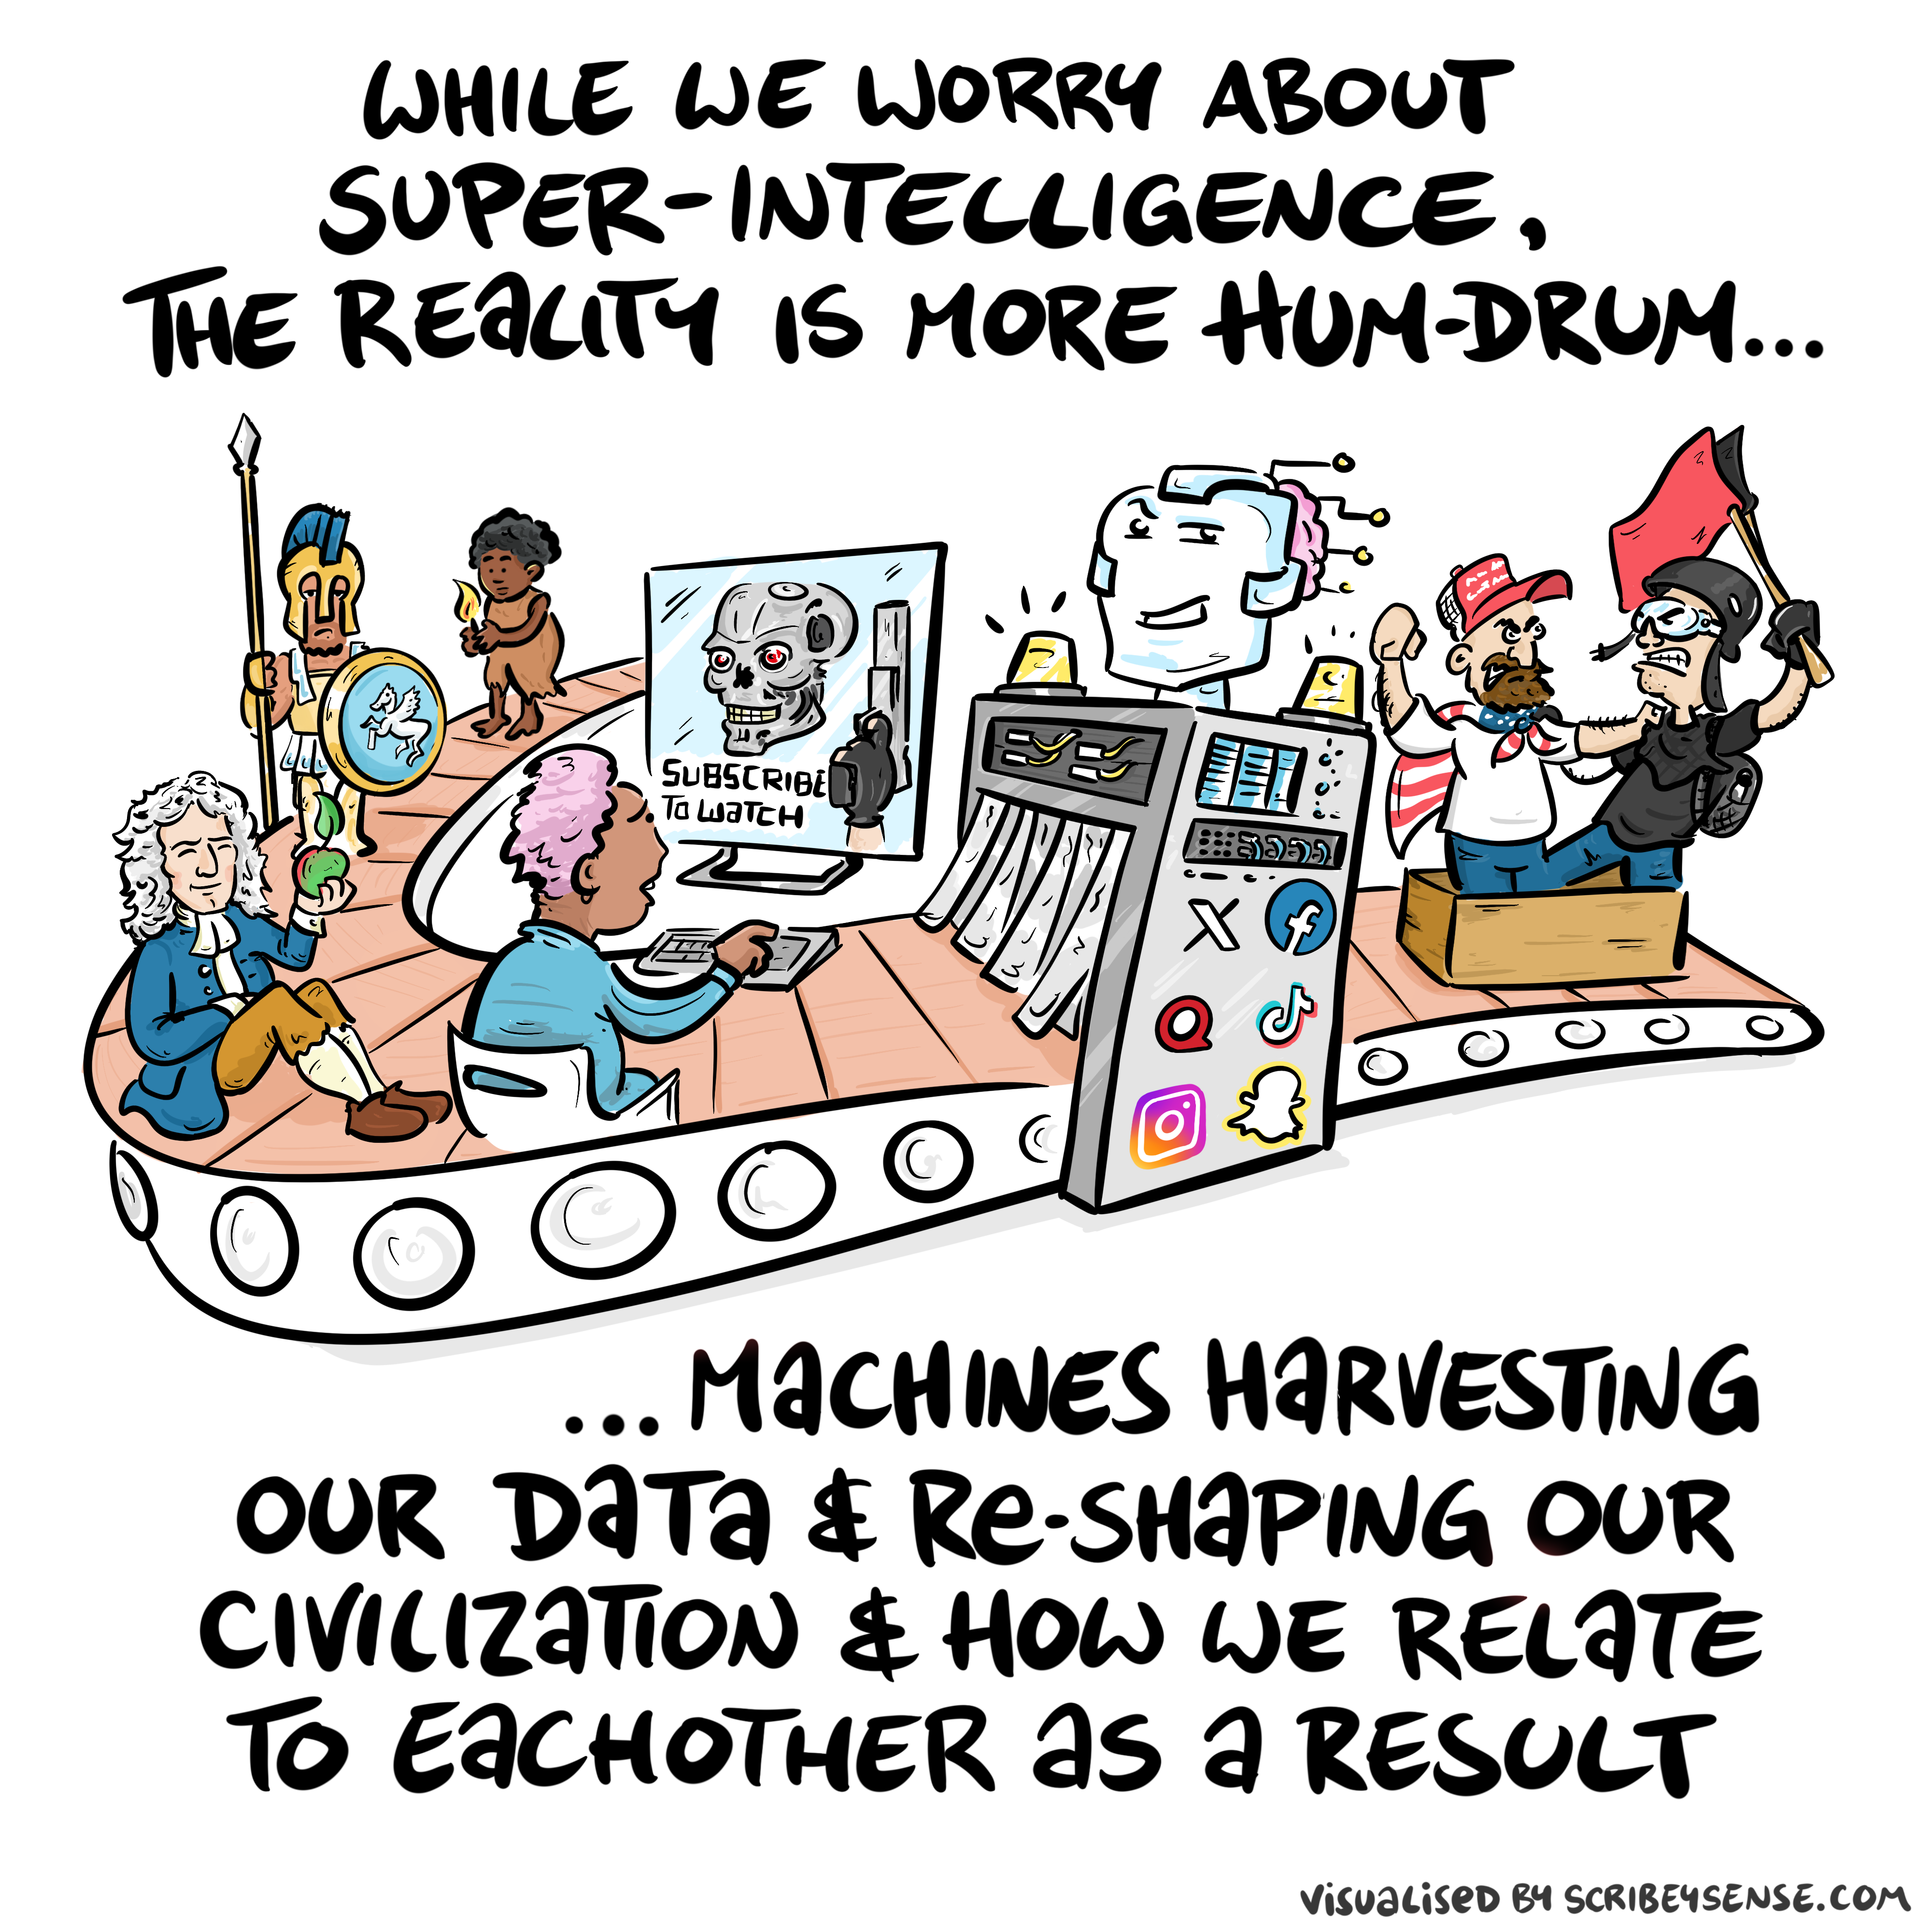 WHILE WE WORRY ABOUT
SUPER-INTELLIGENCE,
THE REALITY IS MORE HUM-DRUM...
SUBSCRIBE
TO WATCH
X
f
...MACHINES HARVESTING
OUR DATA & RE-SHAPING OUR
CIVILIZATION & HOW WE RELATE
TO EACHOTHER AS A RESULT
VISUALISED BY SCRIBEYSENSE.COM